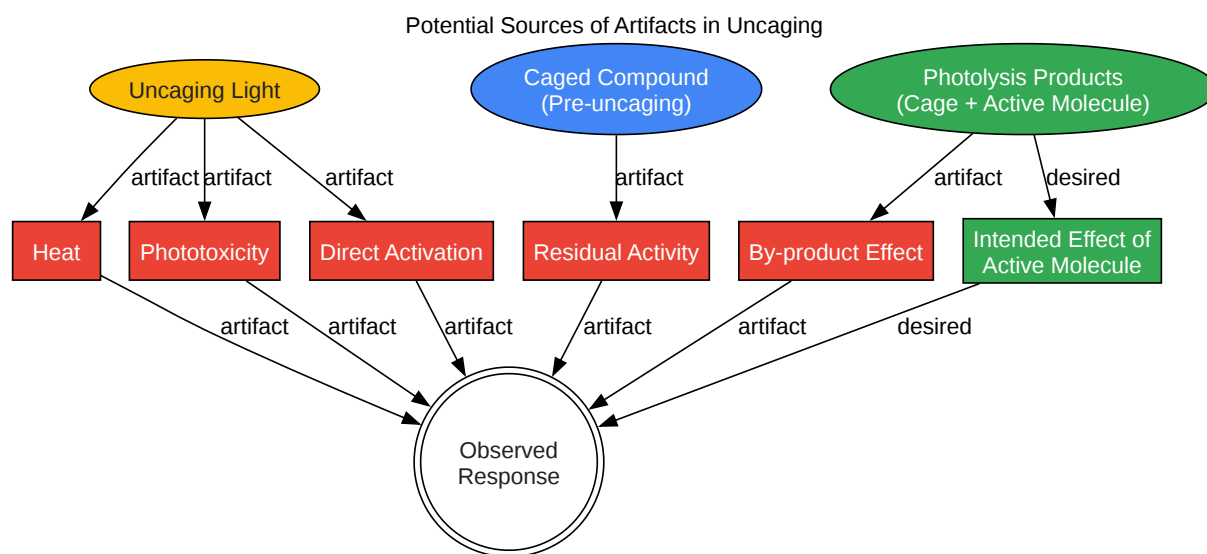 Potential Sources of Artifacts in Uncaging
Uncaging Light
Caged Compound
(Pre-uncaging)
Photolysis Products
(Cage + Active Molecule)
artifact
artifact
artifact
artifact
artifact
desired
Heat
Phototoxicity
Direct Activation
Residual Activity
By-product Effect
Intended Effect of
Active Molecule
artifact
artifact
artifact
artifact
artifact
desired
Observed
Response